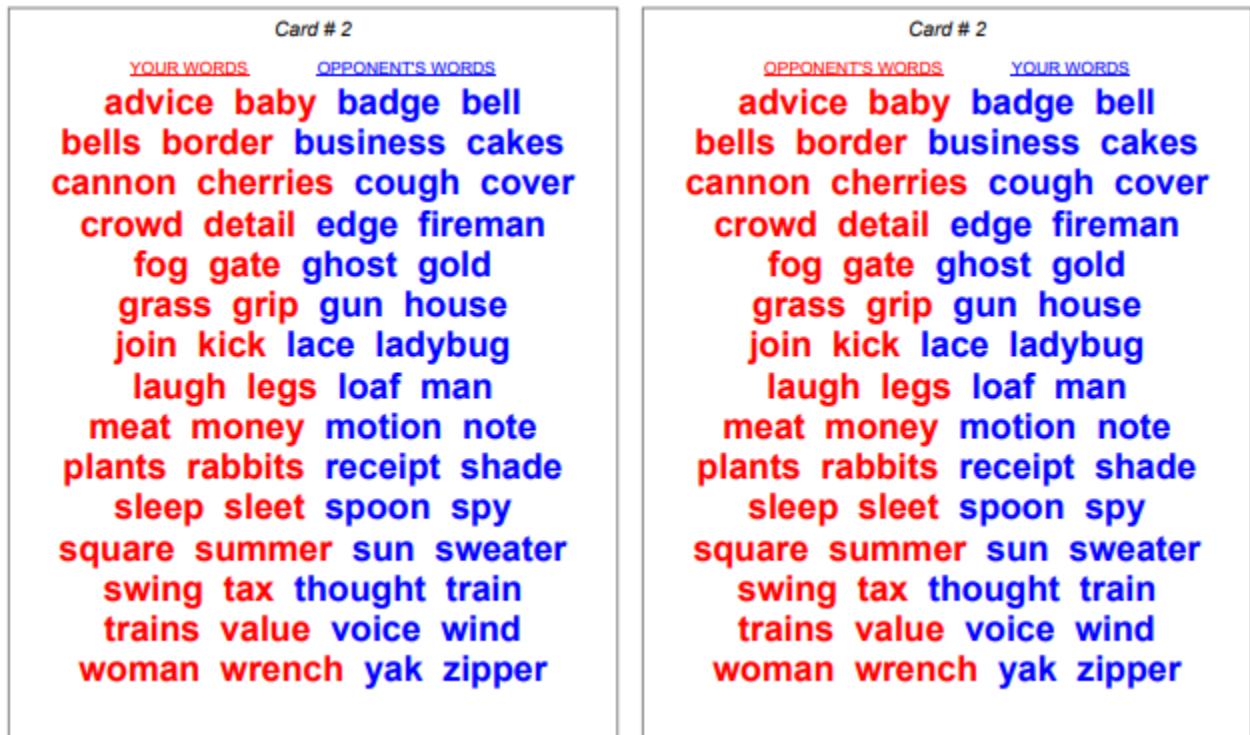 Card # 2
YOUR WORDS OPPONENT'S WORDS
advice baby badge bell
bells border business cakes
cannon cherries cough cover
crowd detail edge fireman
fog gate ghost gold
grass grip gun house
join kick lace ladybug
laugh legs loaf man
meat money motion note
plants rabbits receipt shade
sleep sleet spoon spy
square summer sun sweater
swing tax thought train
trains value voice wind
woman wrench yak zipper
Card # 2
OPPONENT'S WORDS YOUR WORDS
advice baby badge bell
bells border business cakes
cannon cherries cough cover
crowd detail edge fireman
fog gate ghost gold
grass grip gun house
join kick lace ladybug
laugh legs loaf man
meat money motion note
plants rabbits receipt shade
sleep sleet spoon spy
square summer sun sweater
swing tax thought train
trains value voice wind
woman wrench yak zipper